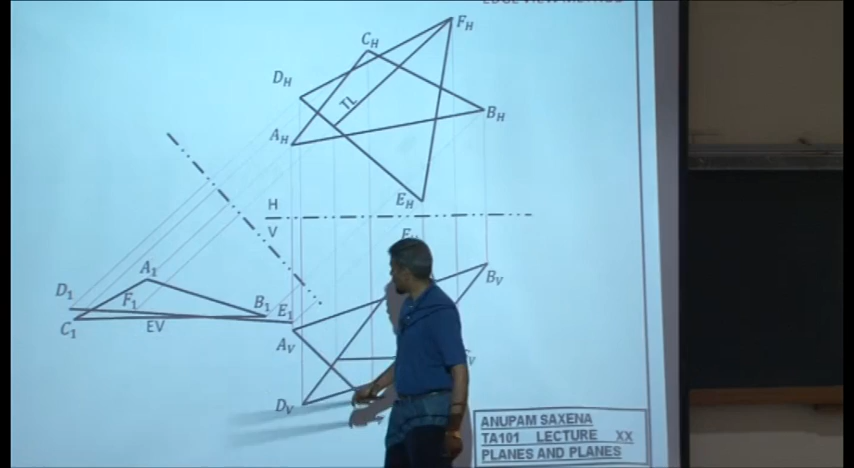 EDGE VIEW METHOD
F_H
C_H
D_H
TL
B_H
A_H
E_H
H
V
B_V
A_1
D_1
F_1
B_1
E_1
C_1
EV
A_V
D_V
ANUPAM SAXENA
TA101 LECTURE XX
PLANES AND PLANES